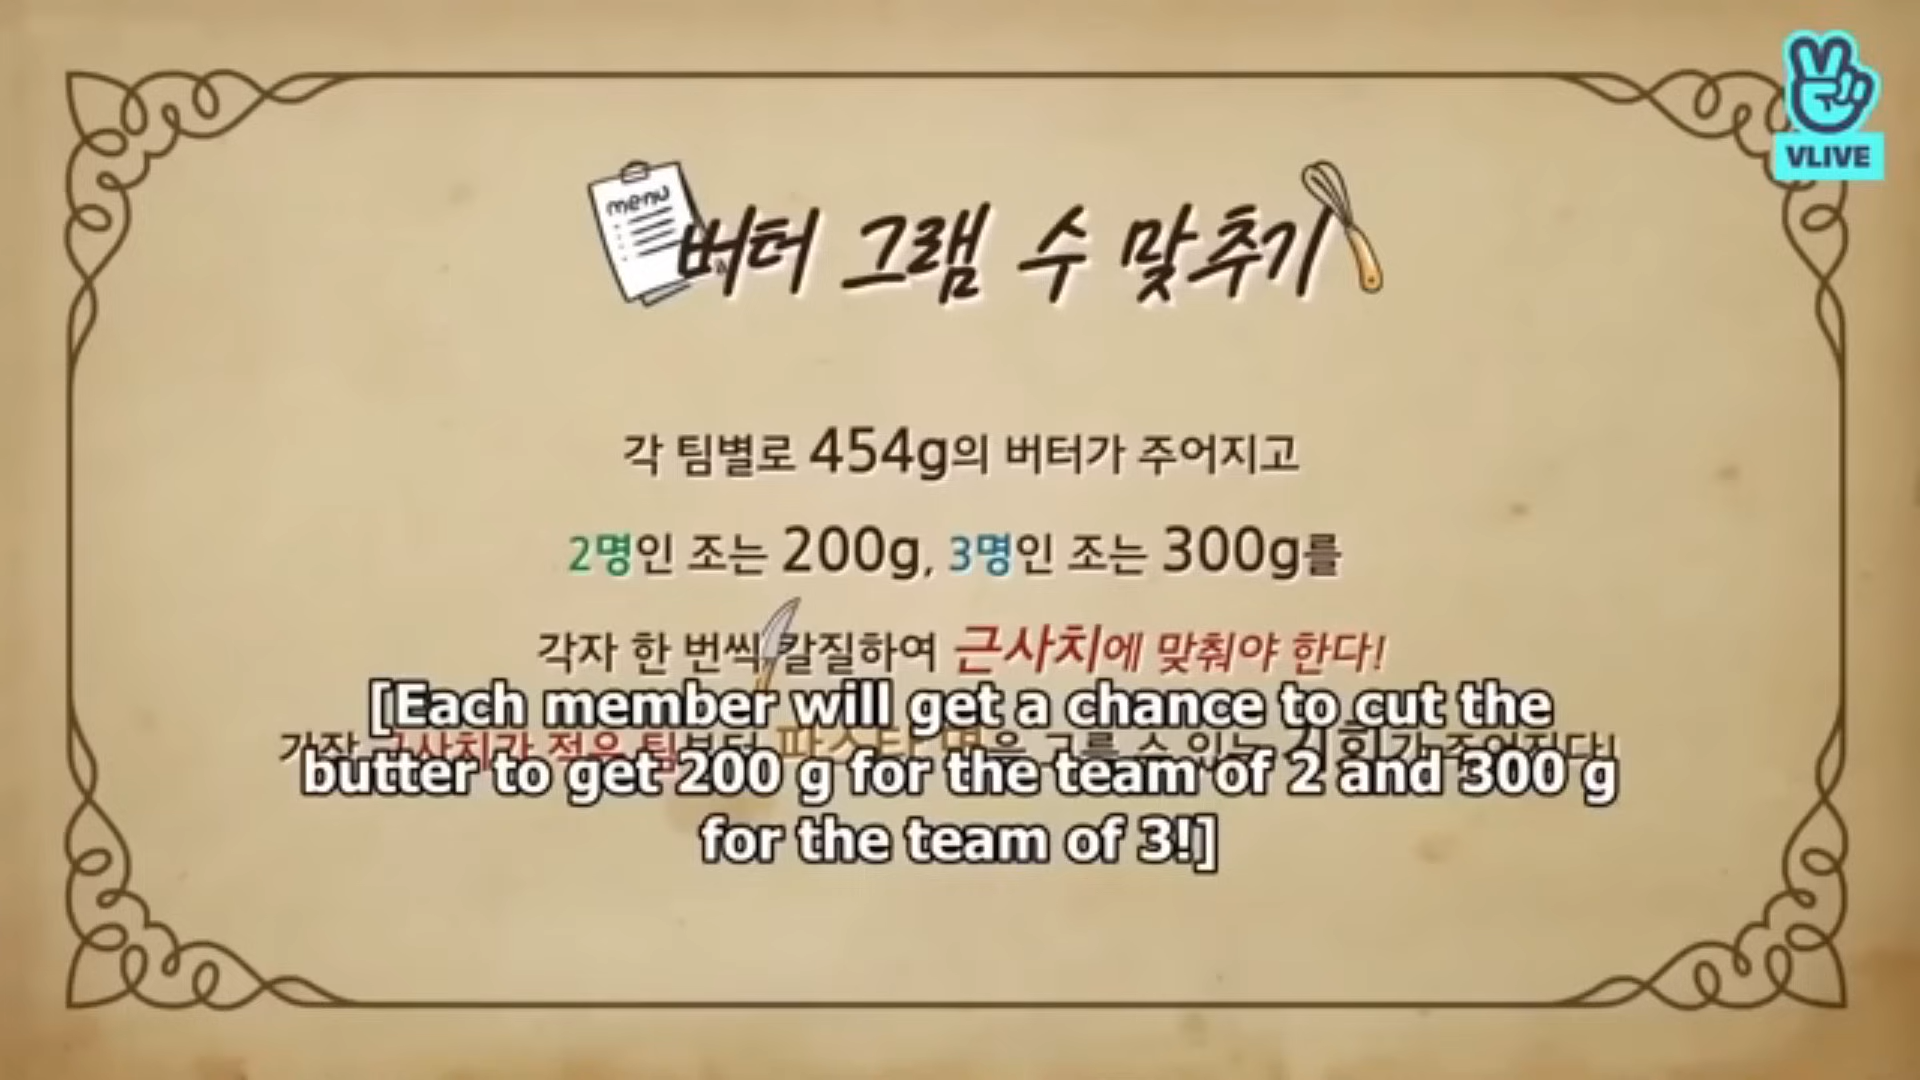 VLIVE
menu
버터 그램 수 맞추기
각 팀별로 454g의 버터가 주어지고
2명인 조는 200g, 3명인 조는 300g를
각자 한 번씩 칼질하여 근사치에 맞춰야 한다!
[Each member will get a chance to cut the
butter to get 200 g for the team of 2 and 300 g
for the team of 3!]